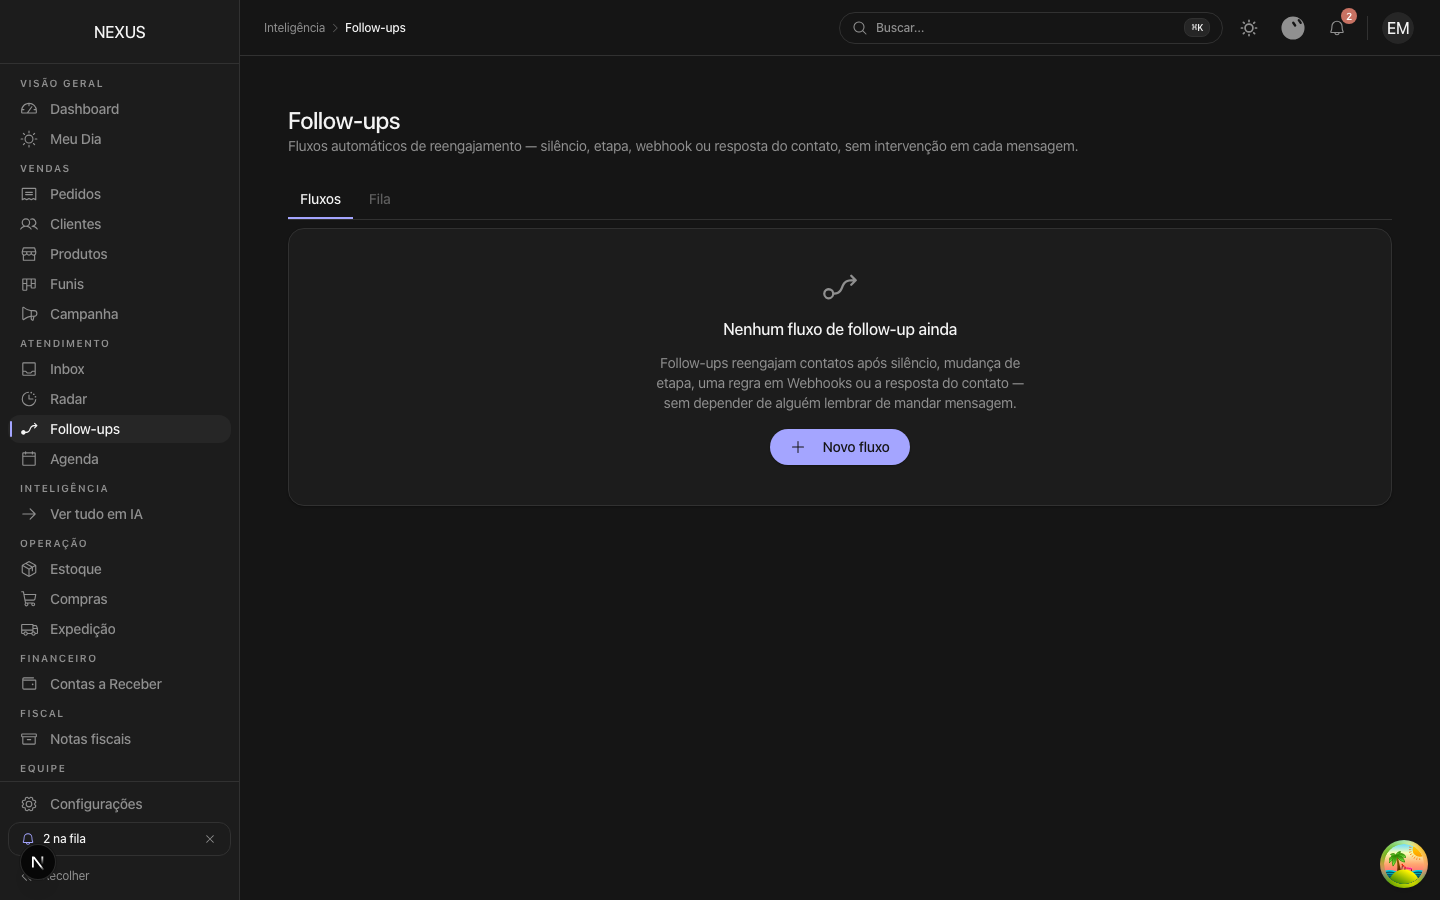 NEXUS
VISÃO GERAL
Dashboard
Meu Dia
VENDAS
Pedidos
Clientes
Produtos
Funis
Campanha
ATENDIMENTO
Inbox
Radar
Follow-ups
Agenda
INTELIGÊNCIA
Ver tudo em IA
OPERAÇÃO
Estoque
Compras
Expedição
FINANCEIRO
Contas a Receber
FISCAL
Notas fiscais
EQUIPE
Configurações
2 na fila
N
ecolher
Inteligência
Follow-ups
Buscar...
⌘K
2
EM
Follow-ups
Fluxos automáticos de reengajamento — silêncio, etapa, webhook ou resposta do contato, sem intervenção em cada mensagem.
Fluxos
Fila
Nenhum fluxo de follow-up ainda
Follow-ups reengajam contatos após silêncio, mudança de
etapa, uma regra em Webhooks ou a resposta do contato —
sem depender de alguém lembrar de mandar mensagem.
Novo fluxo